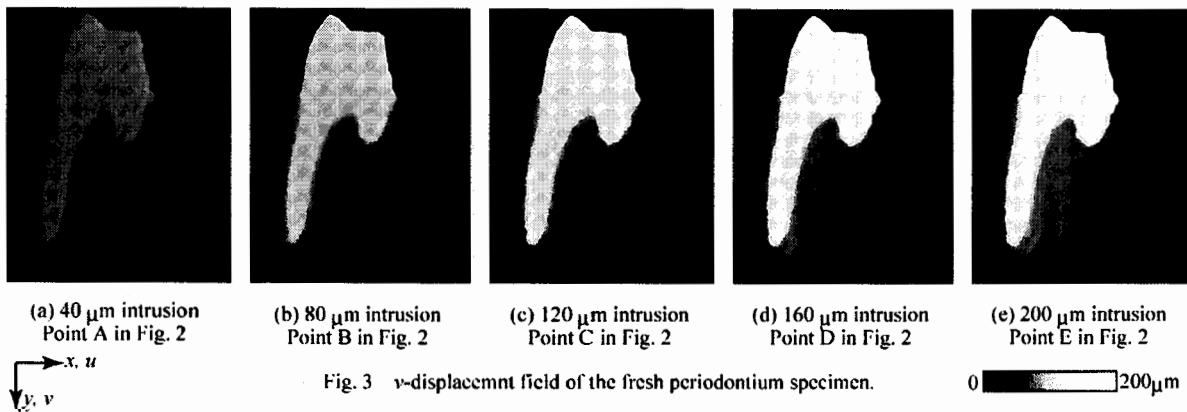 (a) 40 μm intrusion
Point A in Fig. 2
(b) 80 μm intrusion
Point B in Fig. 2
(c) 120 μm intrusion
Point C in Fig. 2
(d) 160 μm intrusion
Point D in Fig. 2
(e) 200 μm intrusion
Point E in Fig. 2
x, u
y, v
Fig. 3 v-displacemnt field of the fresh periodontium specimen.
0 200μm